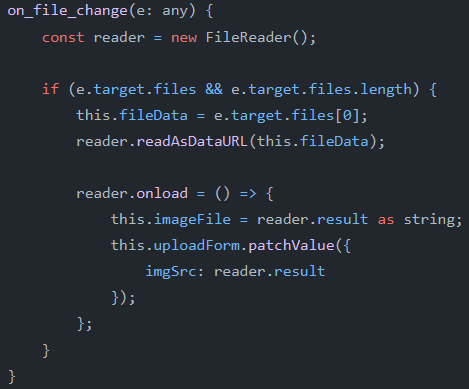 on_file_change(e: any) {
    const reader = new FileReader();

    if (e.target.files && e.target.files.length) {
        this.fileData = e.target.files[0];
        reader.readAsDataURL(this.fileData);

        reader.onload = () => {
            this.imageFile = reader.result as string;
            this.uploadForm.patchValue({
                imgSrc: reader.result
            });
        };
    }
}